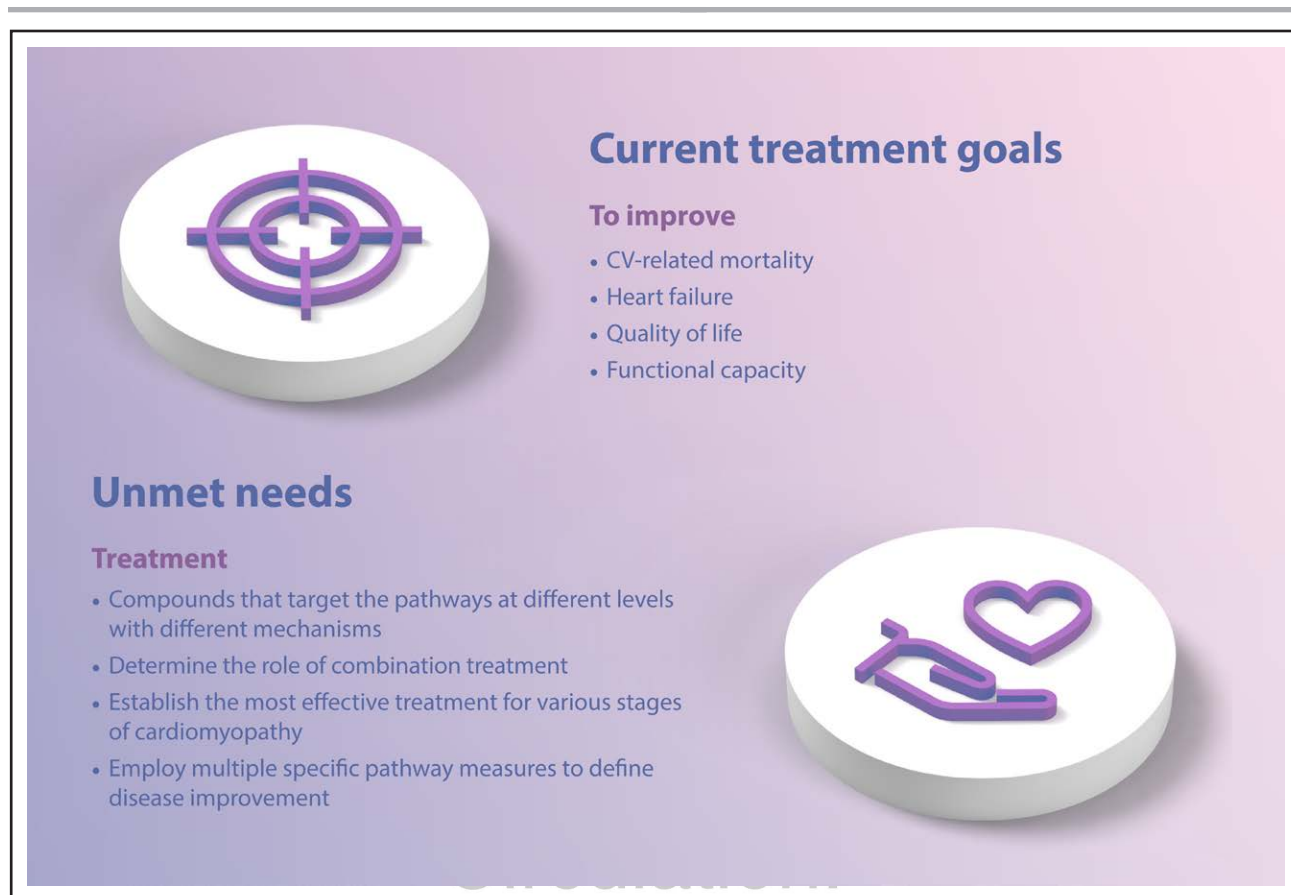 Current treatment goals
To improve
• CV-related mortality
• Heart failure
• Quality of life
• Functional capacity
Unmet needs
Treatment
• Compounds that target the pathways at different levels
with different mechanisms
• Determine the role of combination treatment
• Establish the most effective treatment for various stages
of cardiomyopathy
• Employ multiple specific pathway measures to define
disease improvement